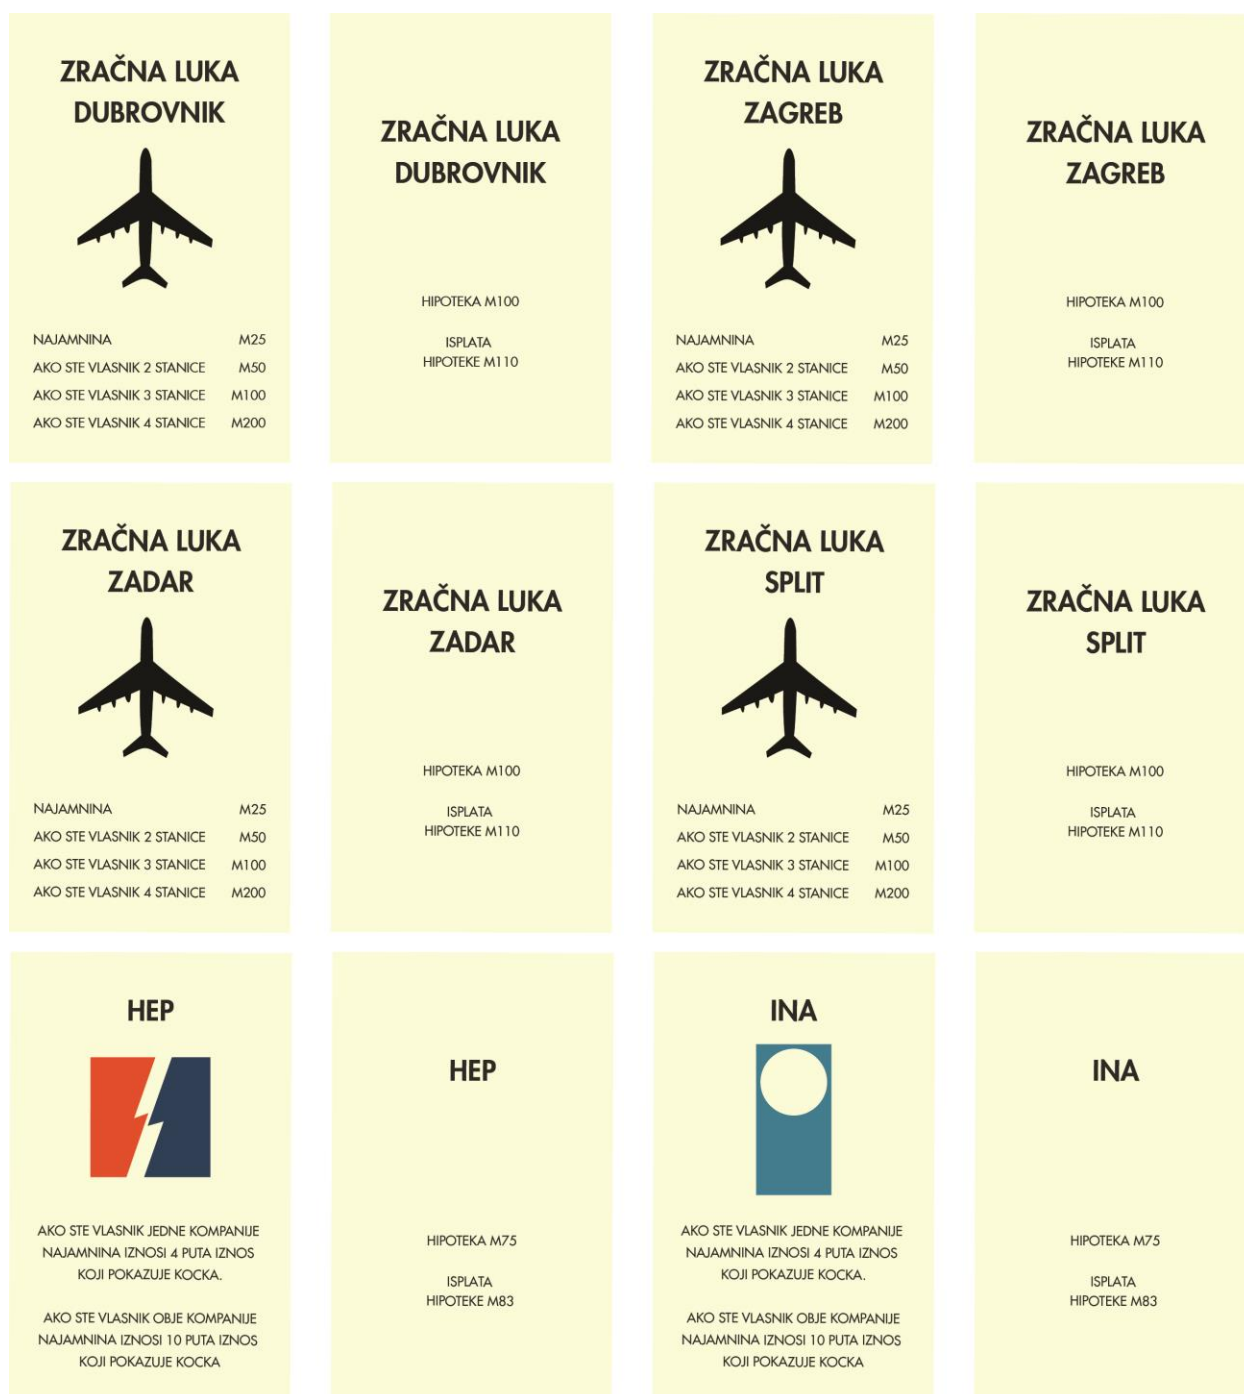 ZRAČNA LUKA
DUBROVNIK
NAJAMNINA M25
AKO STE VLASNIK 2 STANICE M50
AKO STE VLASNIK 3 STANICE M100
AKO STE VLASNIK 4 STANICE M200
ZRAČNA LUKA
DUBROVNIK
HIPOTEKA M100
ISPLATA
HIPOTEKE M110
ZRAČNA LUKA
ZAGREB
NAJAMNINA M25
AKO STE VLASNIK 2 STANICE M50
AKO STE VLASNIK 3 STANICE M100
AKO STE VLASNIK 4 STANICE M200
ZRAČNA LUKA
ZAGREB
HIPOTEKA M100
ISPLATA
HIPOTEKE M110
ZRAČNA LUKA
ZADAR
NAJAMNINA M25
AKO STE VLASNIK 2 STANICE M50
AKO STE VLASNIK 3 STANICE M100
AKO STE VLASNIK 4 STANICE M200
ZRAČNA LUKA
ZADAR
HIPOTEKA M100
ISPLATA
HIPOTEKE M110
ZRAČNA LUKA
SPLIT
NAJAMNINA M25
AKO STE VLASNIK 2 STANICE M50
AKO STE VLASNIK 3 STANICE M100
AKO STE VLASNIK 4 STANICE M200
ZRAČNA LUKA
SPLIT
HIPOTEKA M100
ISPLATA
HIPOTEKE M110
HEP
AKO STE VLASNIK JEDNE KOMPANIJE
NAJAMNINA IZNOSI 4 PUTA IZNOS
KOJI POKAZUJE KOCKA.
AKO STE VLASNIK OBJE KOMPANIJE
NAJAMNINA IZNOSI 10 PUTA IZNOS
KOJI POKAZUJE KOCKA
HEP
HIPOTEKA M75
ISPLATA
HIPOTEKE M83
INA
AKO STE VLASNIK JEDNE KOMPANIJE
NAJAMNINA IZNOSI 4 PUTA IZNOS
KOJI POKAZUJE KOCKA.
AKO STE VLASNIK OBJE KOMPANIJE
NAJAMNINA IZNOSI 10 PUTA IZNOS
KOJI POKAZUJE KOCKA
INA
HIPOTEKA M75
ISPLATA
HIPOTEKE M83